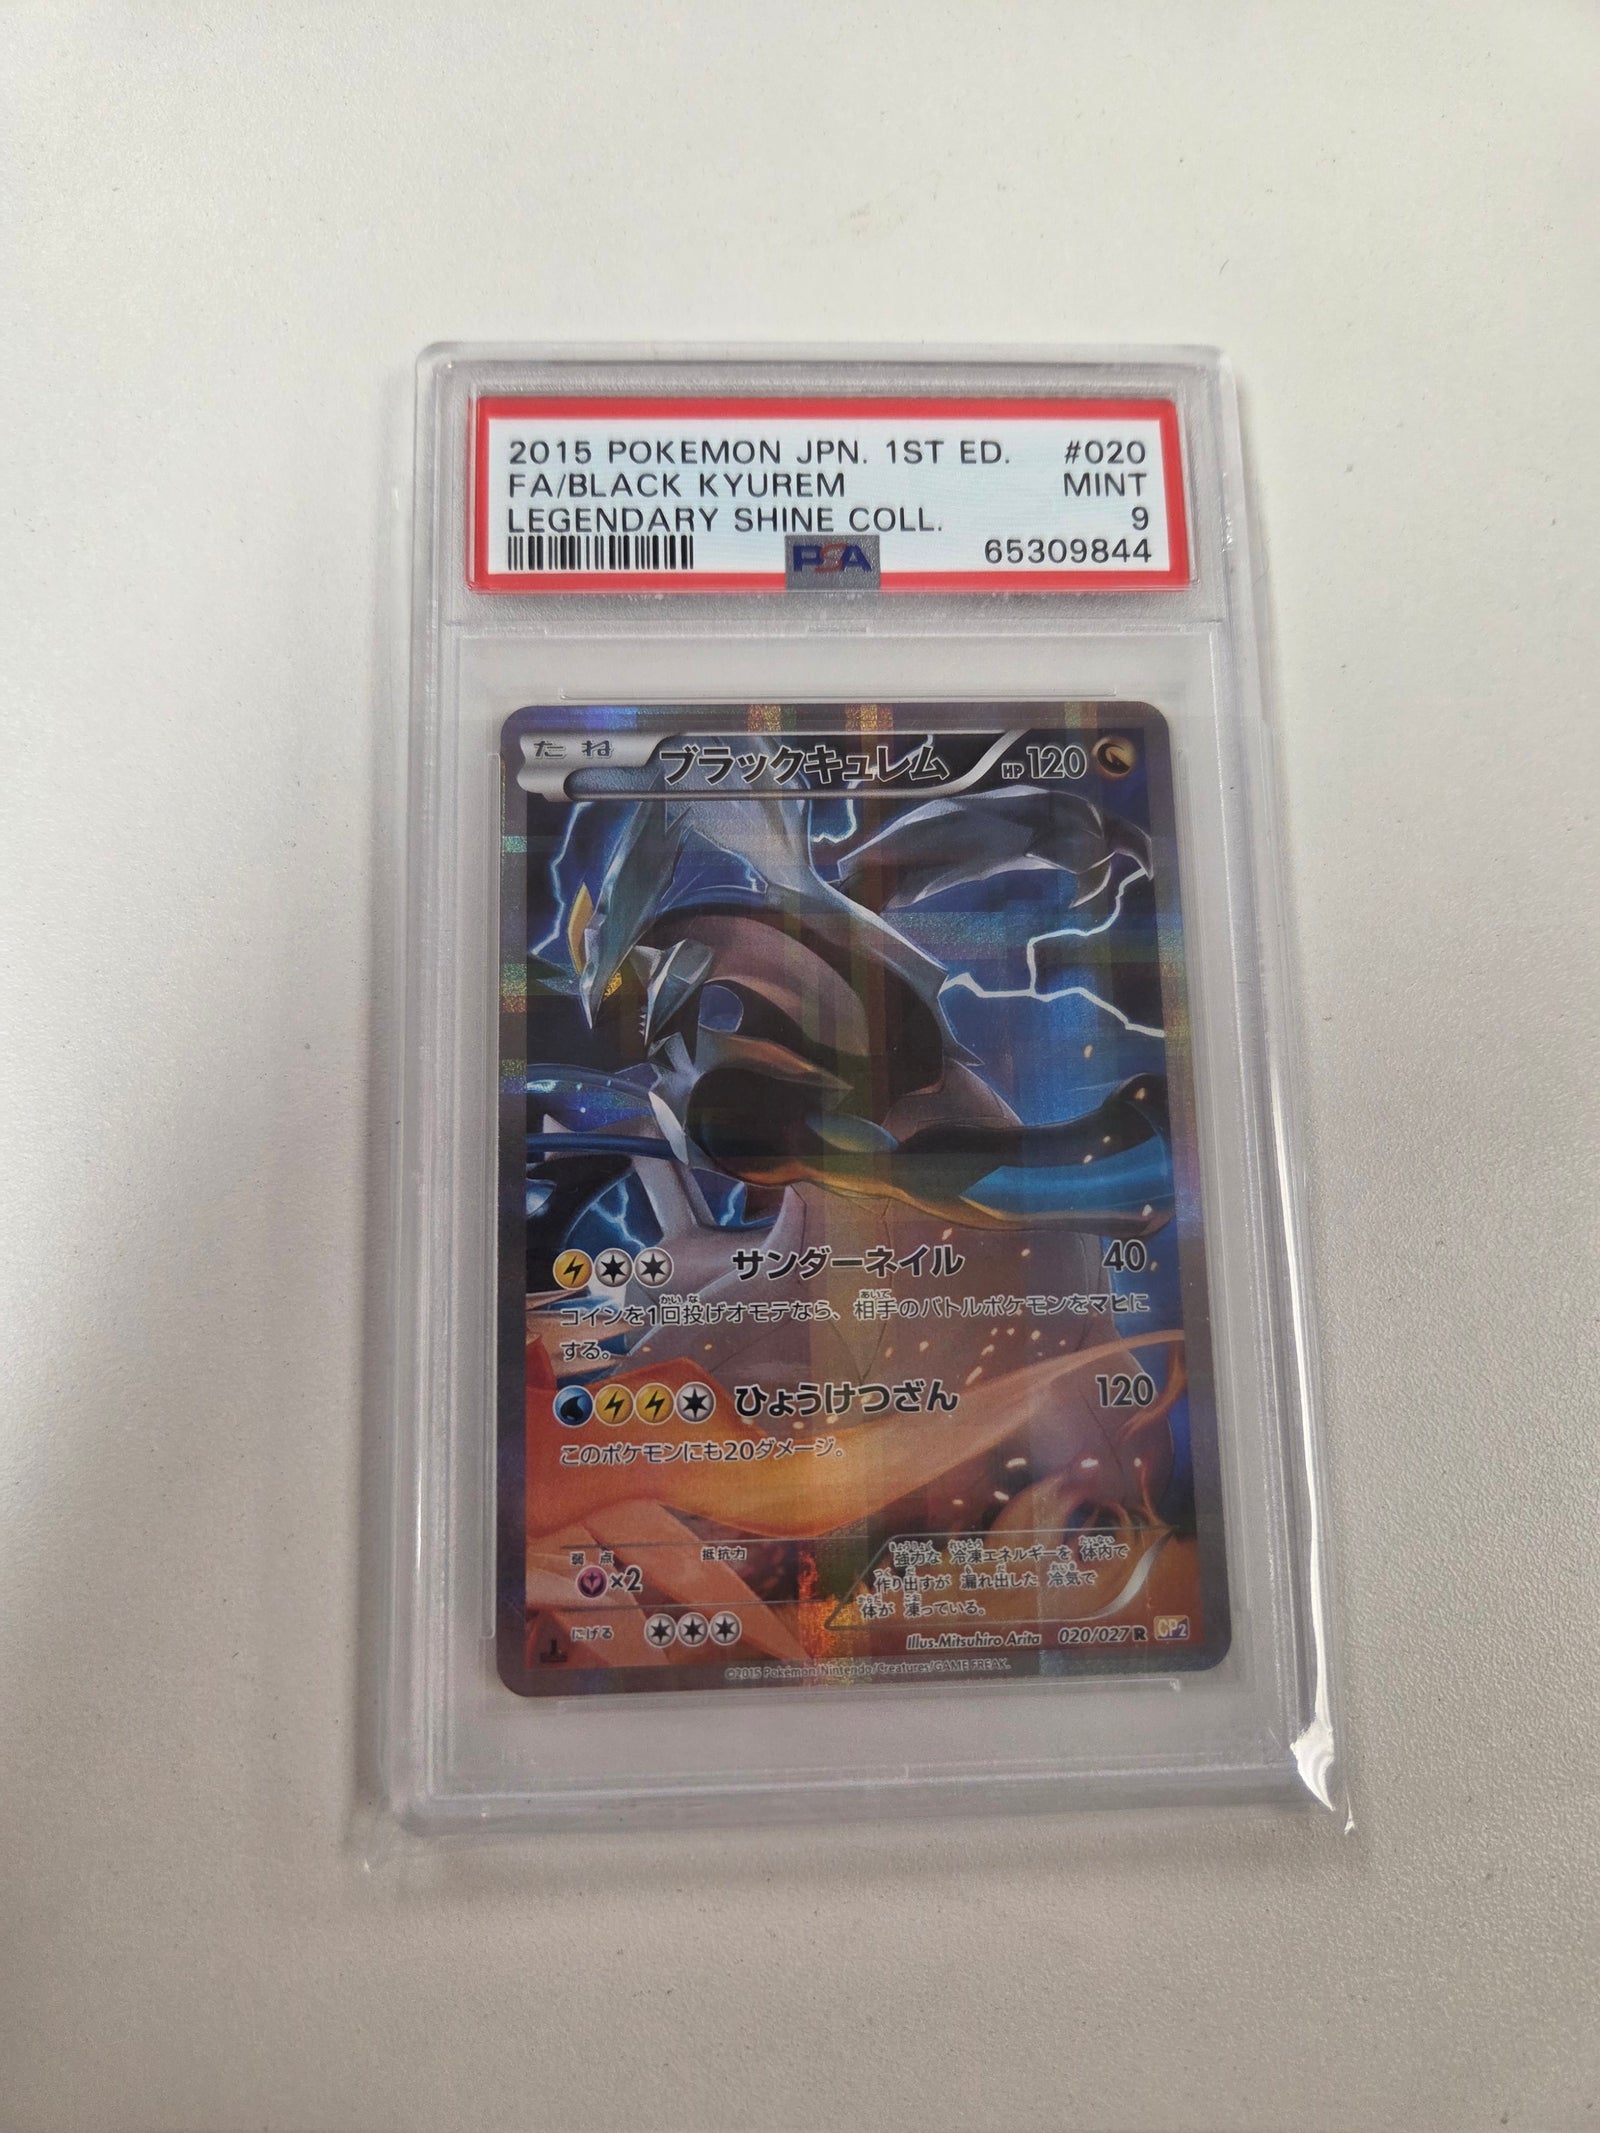 2015 POKEMON JPN. 1ST ED. #020
FA/BLACK KYUREM MINT
LEGENDARY SHINE COLL. 9
PSA 65309844
たね ブラックキュレム HP120
サンダーネイル 40
コインを1回投げオモテなら、相手のバトルポケモンをマヒに
する。
ひょうけつざん 120
このポケモンにも20ダメージ。
弱点 抵抗力
×2
にげる
強力な 冷凍エネルギーを 体内で
作り出すが 漏れ出した 冷気で
体が 凍っている。
Illus.Mitsuhiro Arita 020/027 R CP2
©2015 Pokémon/Nintendo/Creatures/GAME FREAK.